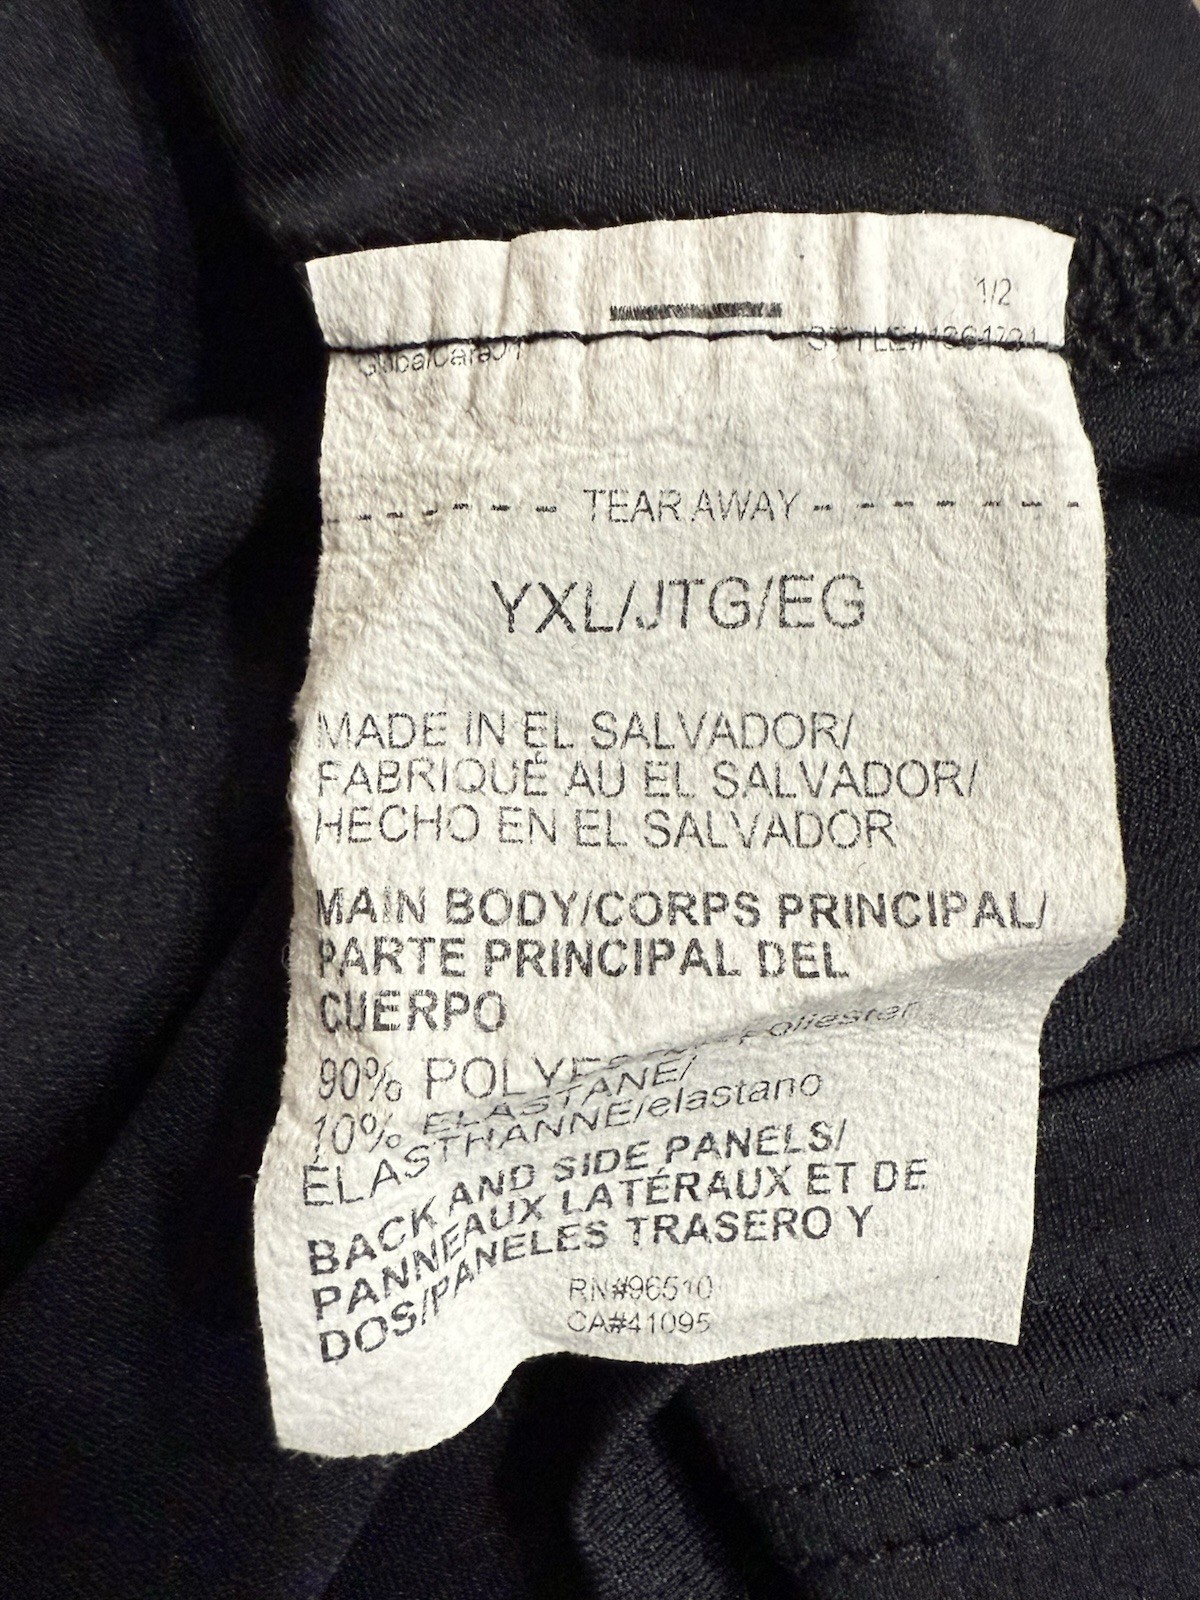 1/2
TEAR AWAY
YXL/JTG/EG
MADE IN EL SALVADOR/
FABRIQUÉ AU EL SALVADOR/
HECHO EN EL SALVADOR
MAIN BODY/CORPS PRINCIPAL/
PARTE PRINCIPAL DEL
CUERPO
90% Poliester
10% ELASTANE/
ELASTHANNE/elastano
BACK AND SIDE PANELS/
PANNEAUX LATÉRAUX ET DE
DOS/PANELES TRASERO Y
RN#96510
CA#41095